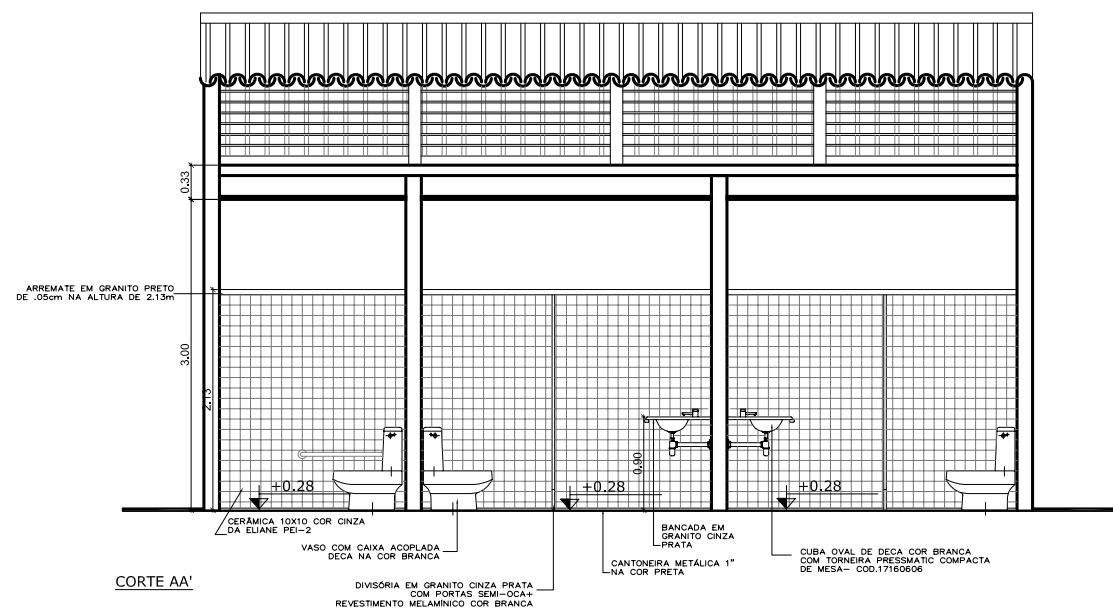 0.33
ARREMATE EM GRANITO PRETO
DE .05cm NA ALTURA DE 2.13m
3.00
2.13
0.90
+0.28
+0.28
+0.28
CERÂMICA 10X10 COR CINZA
DA ELIANE PEI-2
VASO COM CAIXA ACOPLADA
DECA NA COR BRANCA
DIVISÓRIA EM GRANITO CINZA PRATA
COM PORTAS SEMI-OCA+
REVESTIMENTO MELAMÍNICO COR BRANCA
CANTONEIRA METÁLICA 1"
NA COR PRETA
BANCADA EM
GRANITO CINZA
PRATA
CUBA OVAL DE DECA COR BRANCA
COM TORNEIRA PRESSMATIC COMPACTA
DE MESA- COD.17160606
CORTE AA'